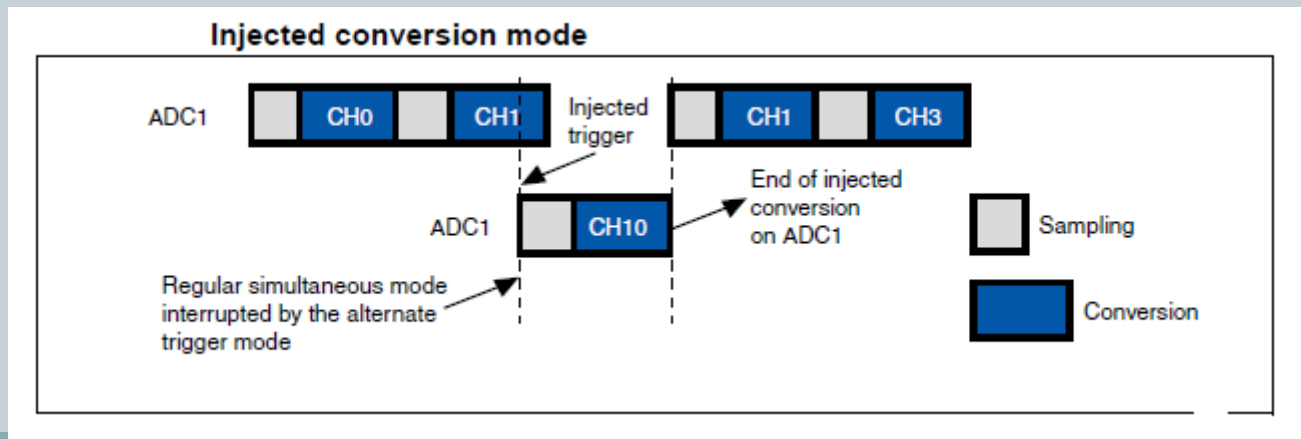 Injected conversion mode
ADC1
CH0
CH1
Injected
trigger
CH1
CH3
ADC1
CH10
End of injected
conversion
on ADC1
Sampling
Regular simultaneous mode
interrupted by the alternate
trigger mode
Conversion